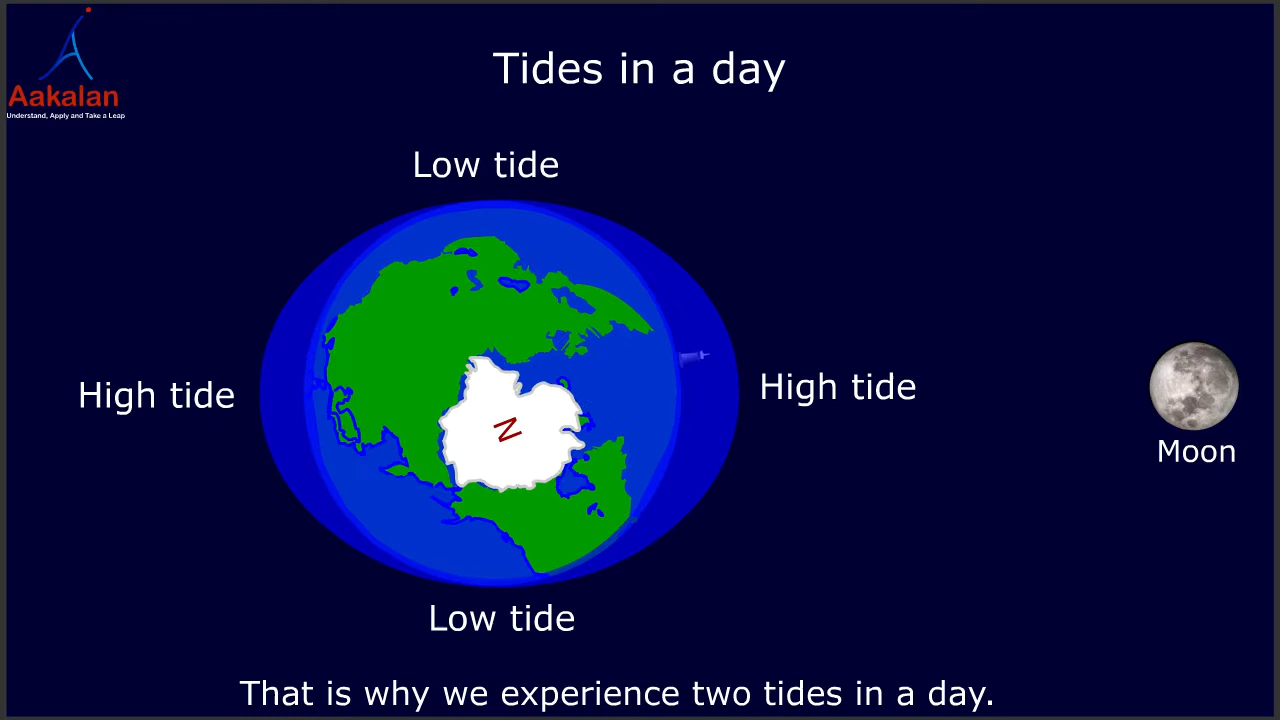 Aakalan
Understand, Apply and Take a Leap
Tides in a day
Low tide
High tide
High tide
N
Moon
Low tide
That is why we experience two tides in a day.